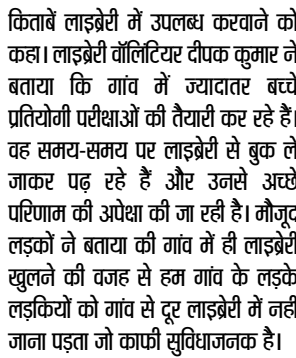 किताबें लाइब्रेरी में उपलब्ध करवाने को
कहा। लाइब्रेरी वॉलिंटियर दीपक कुमार ने
बताया कि गांव में ज्यादातर बच्चे
प्रतियोगी परीक्षाओं की तैयारी कर रहे हैं।
वह समय-समय पर लाइब्रेरी से बुक ले
जाकर पढ़ रहे हैं और उनसे अच्छे
परिणाम की अपेक्षा की जा रही है। मौजूद
लड़कों ने बताया की गांव में ही लाइब्रेरी
खुलने की वजह से हम गांव के लड़के
लड़कियों को गांव से दूर लाइब्रेरी में नही
जाना पड़ता जो काफी सुविधाजनक है।